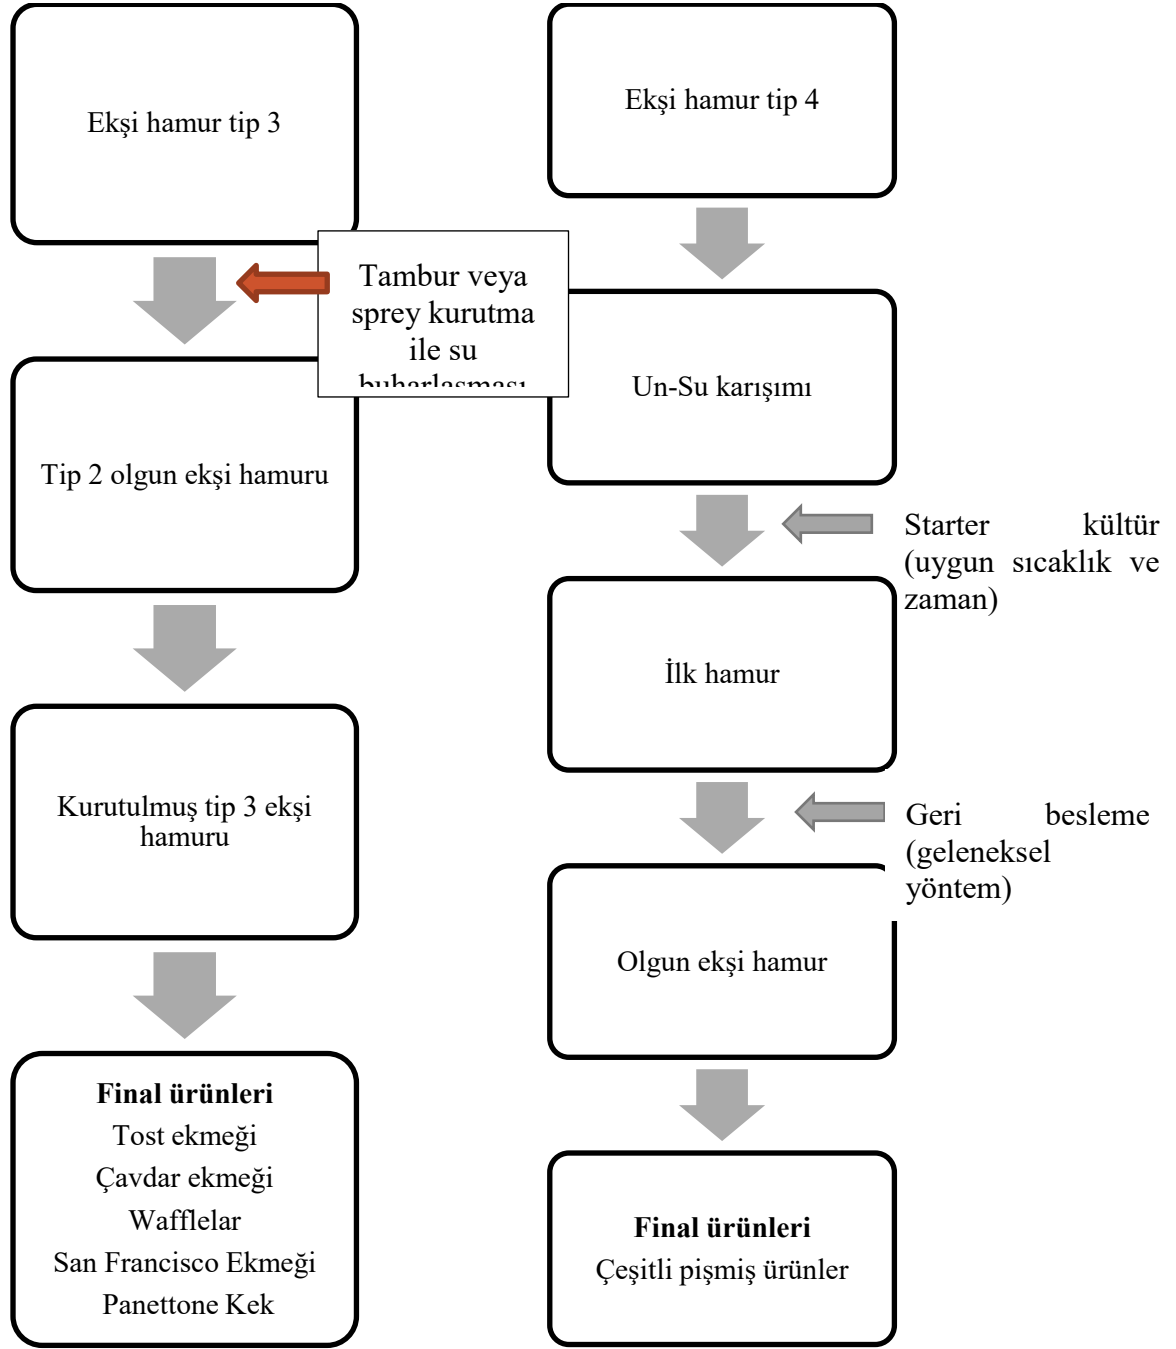 Ekşi hamur tip 3
Tambur veya
sprey kurutma
ile su
buharlaşması
Tip 2 olgun ekşi hamuru
Kurutulmuş tip 3 ekşi
hamuru
Final ürünleri
Tost ekmeği
Çavdar ekmeği
Wafflelar
San Francisco Ekmeği
Panettone Kek
Ekşi hamur tip 4
Un-Su karışımı
Starter kültür
(uygun sıcaklık ve
zaman)
İlk hamur
Geri besleme
(geleneksel
yöntem)
Olgun ekşi hamur
Final ürünleri
Çeşitli pişmiş ürünler